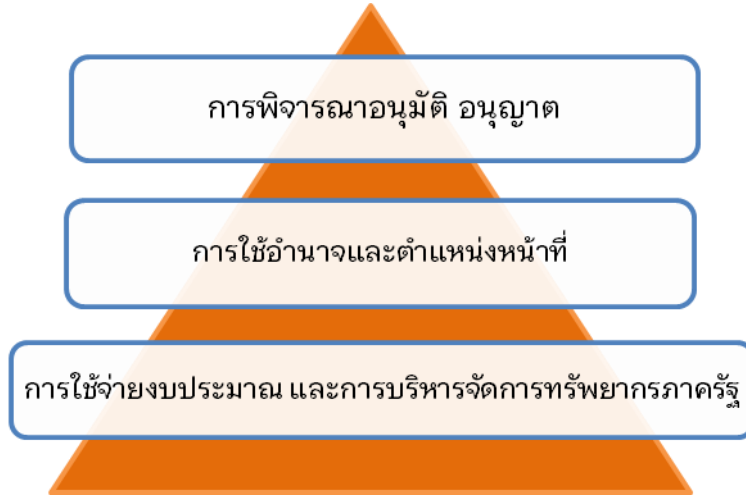 การพิจารณาอนุมัติ อนุญาต
การใช้อำนาจและตำแหน่งหน้าที่
การใช้จ่ายงบประมาณ และการบริหารจัดการทรัพยากรภาครัฐ